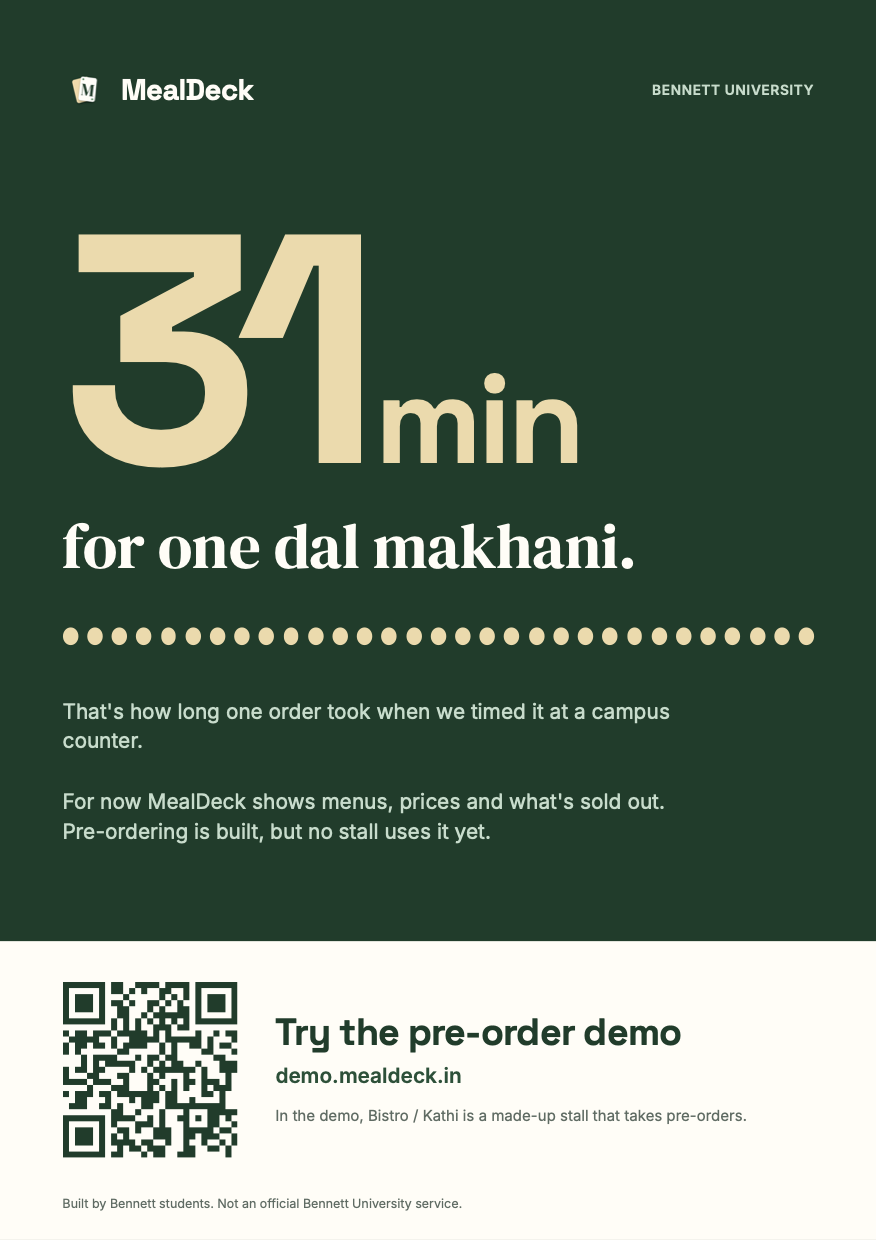 M
MealDeck
BENNETT UNIVERSITY
31 min
for one dal makhani.
That's how long one order took when we timed it at a campus
counter.
For now MealDeck shows menus, prices and what's sold out.
Pre-ordering is built, but no stall uses it yet.
Try the pre-order demo
demo.mealdeck.in
In the demo, Bistro / Kathi is a made-up stall that takes pre-orders.
Built by Bennett students. Not an official Bennett University service.